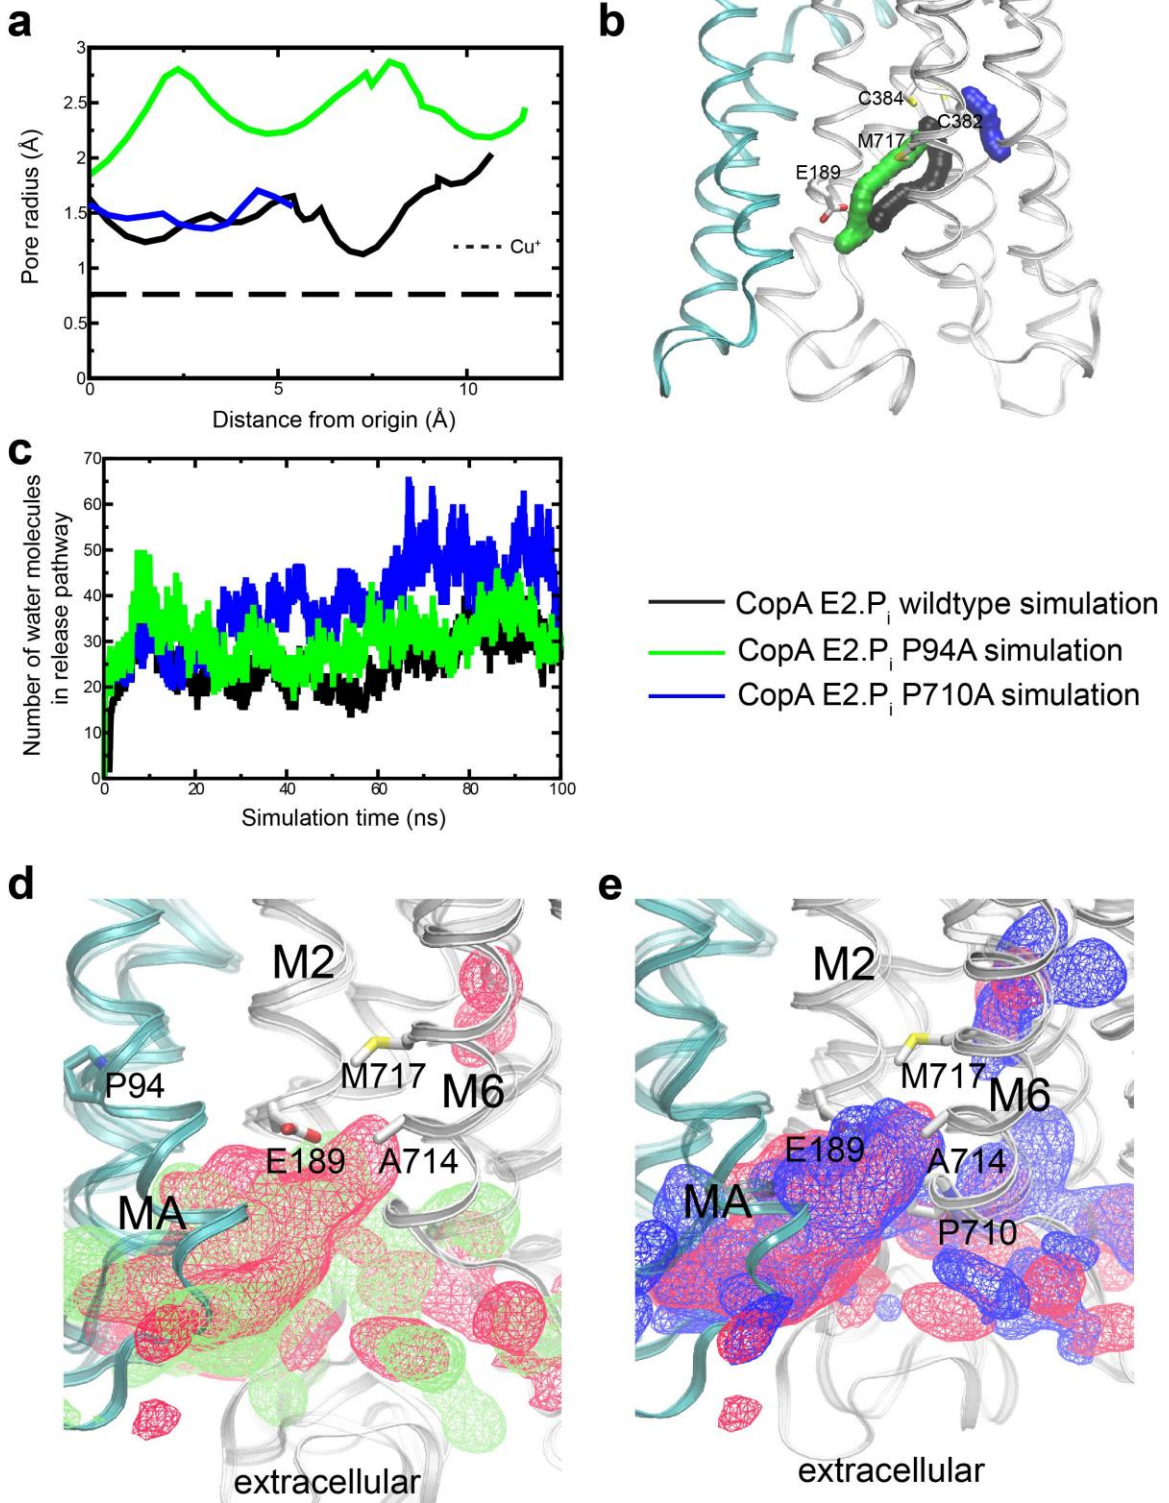 a
3
2.5
2
1.5
1
0.5
0
0
5
10
Pore radius (Å)
Distance from origin (Å)
Cu⁺
b
C384
C382
M717
E189
c
70
60
50
40
30
20
10
0
0
20
40
60
80
100
Number of water molecules
in release pathway
Simulation time (ns)
CopA E2.Pᵢ wildtype simulation
CopA E2.Pᵢ P94A simulation
CopA E2.Pᵢ P710A simulation
d
M2
P94
M717
M6
E189
A714
MA
extracellular
e
M2
M717
M6
E189
A714
MA
P710
extracellular